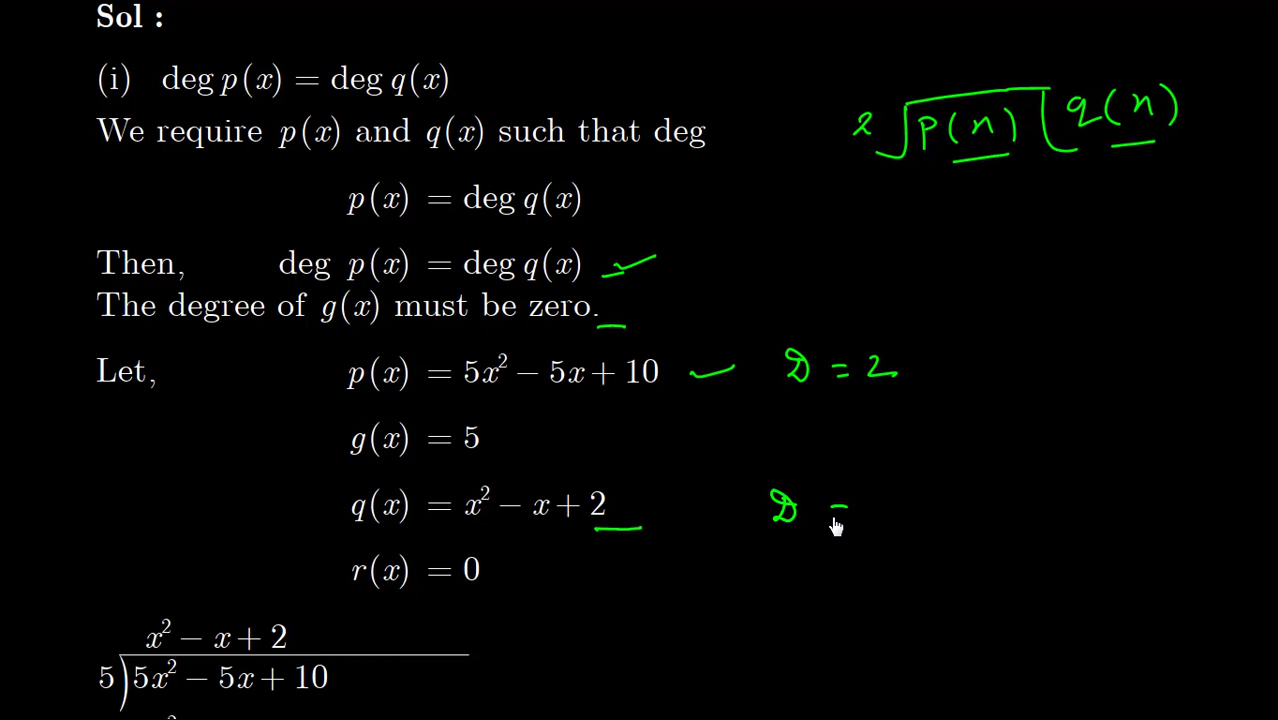 Sol :
(i) deg p(x) = deg q(x)
We require p(x) and q(x) such that deg
2 p(x) q(x)
p(x) = deg q(x)
Then, deg p(x) = deg q(x)
The degree of g(x) must be zero.
Let, p(x) = 5x² − 5x + 10 D = 2
g(x) = 5
q(x) = x² − x + 2 D =
r(x) = 0
x² − x + 2
5)5x² − 5x + 10